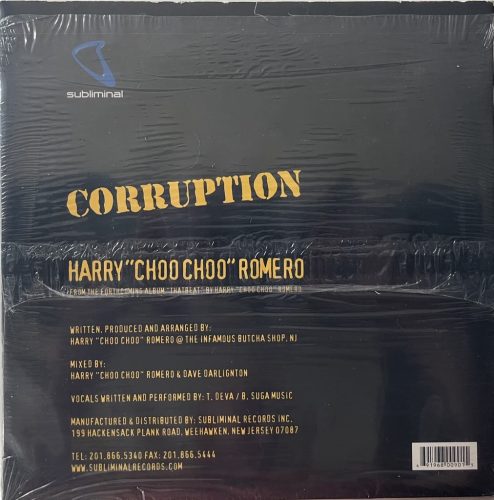 subliminal
CORRUPTION
HARRY "CHOO CHOO" ROMERO
FROM THE FORTHCOMING ALBUM "THAT BEAT" BY HARRY "CHOO CHOO" ROMERO
WRITTEN, PRODUCED AND ARRANGED BY:
HARRY "CHOO CHOO" ROMERO @ THE INFAMOUS BUTCHA SHOP, NJ
MIXED BY:
HARRY "CHOO CHOO" ROMERO & DAVE DARLIGNTON
VOCALS WRITTEN AND PERFORMED BY: T. DEVA / B. SUGA MUSIC
MANUFACTURED & DISTRIBUTED BY: SUBLIMINAL RECORDS INC.
199 HACKENSACK PLANK ROAD, WEEHAWKEN, NEW JERSEY 07087
TEL: 201.866.5340 FAX: 201.866.5444
WWW.SUBLIMINALRECORDS.COM